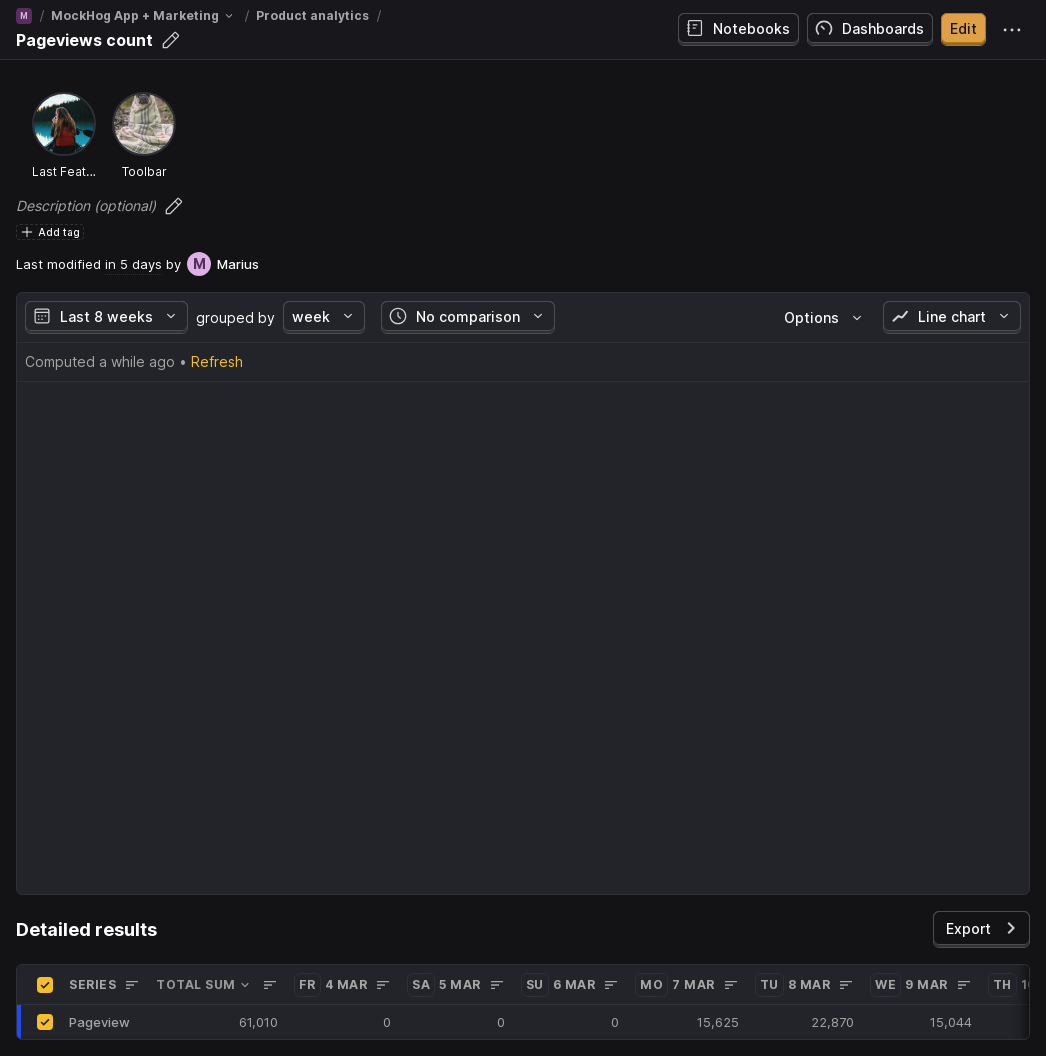 M / MockHog App + Marketing / Product analytics /
Pageviews count
Notebooks Dashboards Edit
Last Feat... Toolbar
Description (optional)
Add tag
Last modified in 5 days by M Marius
Last 8 weeks grouped by week No comparison Options Line chart
Computed a while ago • Refresh
Detailed results
Export
SERIES TOTAL SUM FR 4 MAR SA 5 MAR SU 6 MAR MO 7 MAR TU 8 MAR WE 9 MAR TH
Pageview 61,010 0 0 0 15,625 22,870 15,044